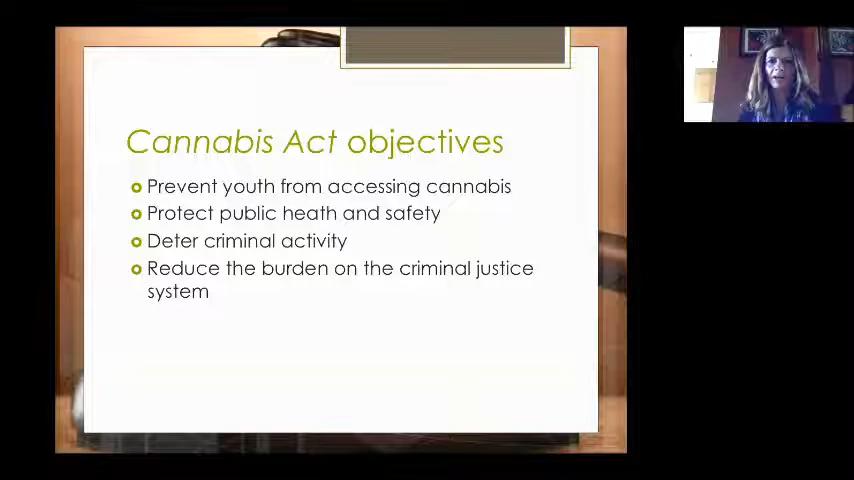 Cannabis Act objectives
Prevent youth from accessing cannabis
Protect public heath and safety
Deter criminal activity
Reduce the burden on the criminal justice
system